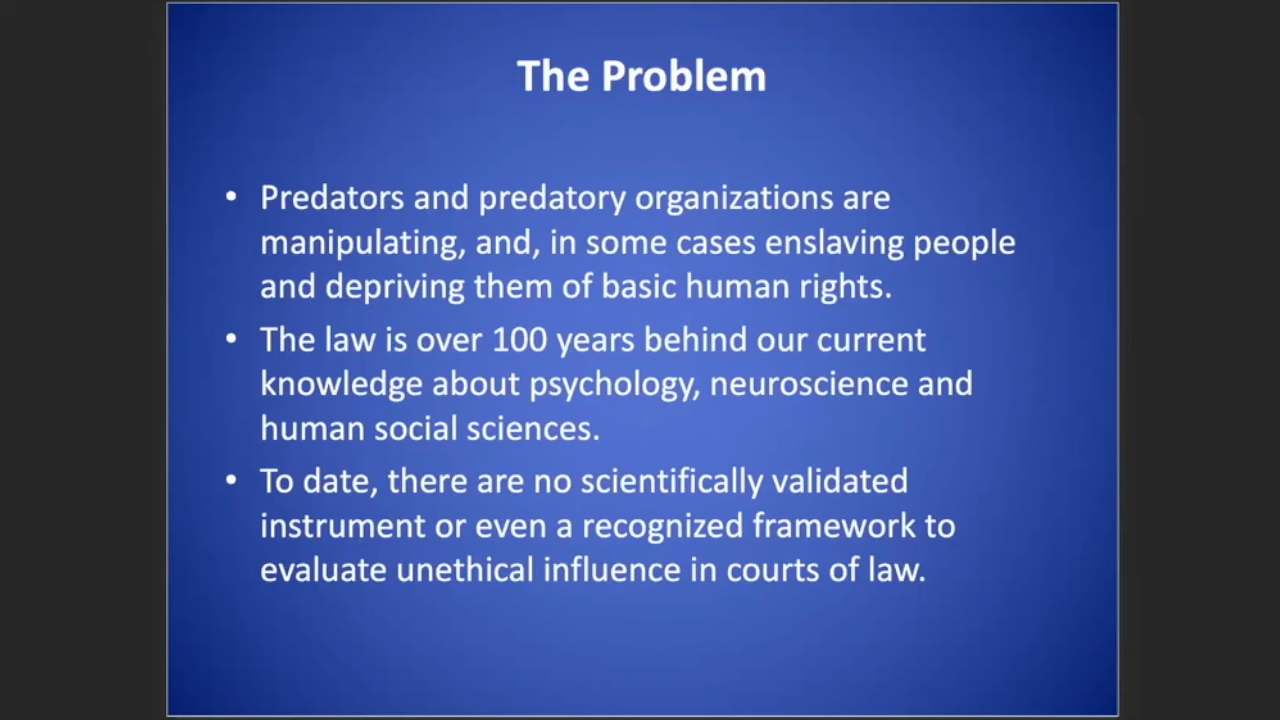 The Problem
• Predators and predatory organizations are
manipulating, and, in some cases enslaving people
and depriving them of basic human rights.
• The law is over 100 years behind our current
knowledge about psychology, neuroscience and
human social sciences.
• To date, there are no scientifically validated
instrument or even a recognized framework to
evaluate unethical influence in courts of law.